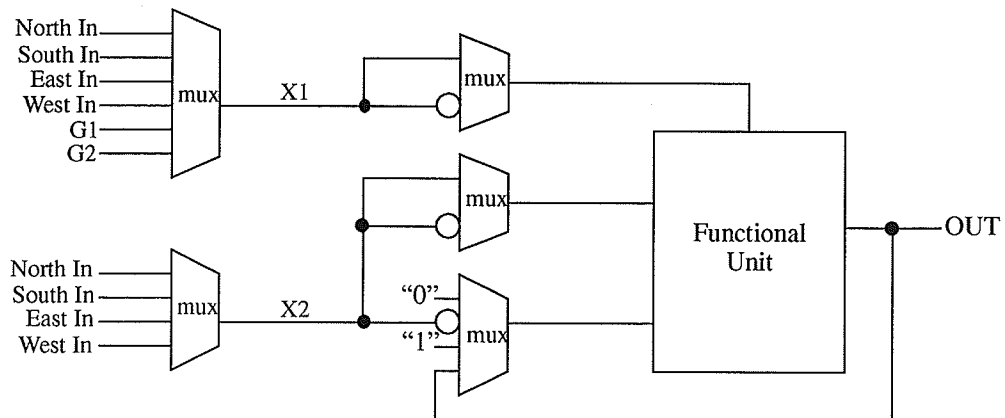 North In
South In
East In
West In
G1
G2
mux
X1
mux
mux
Functional
Unit
OUT
North In
South In
East In
West In
mux
X2
“0”
“1”
mux